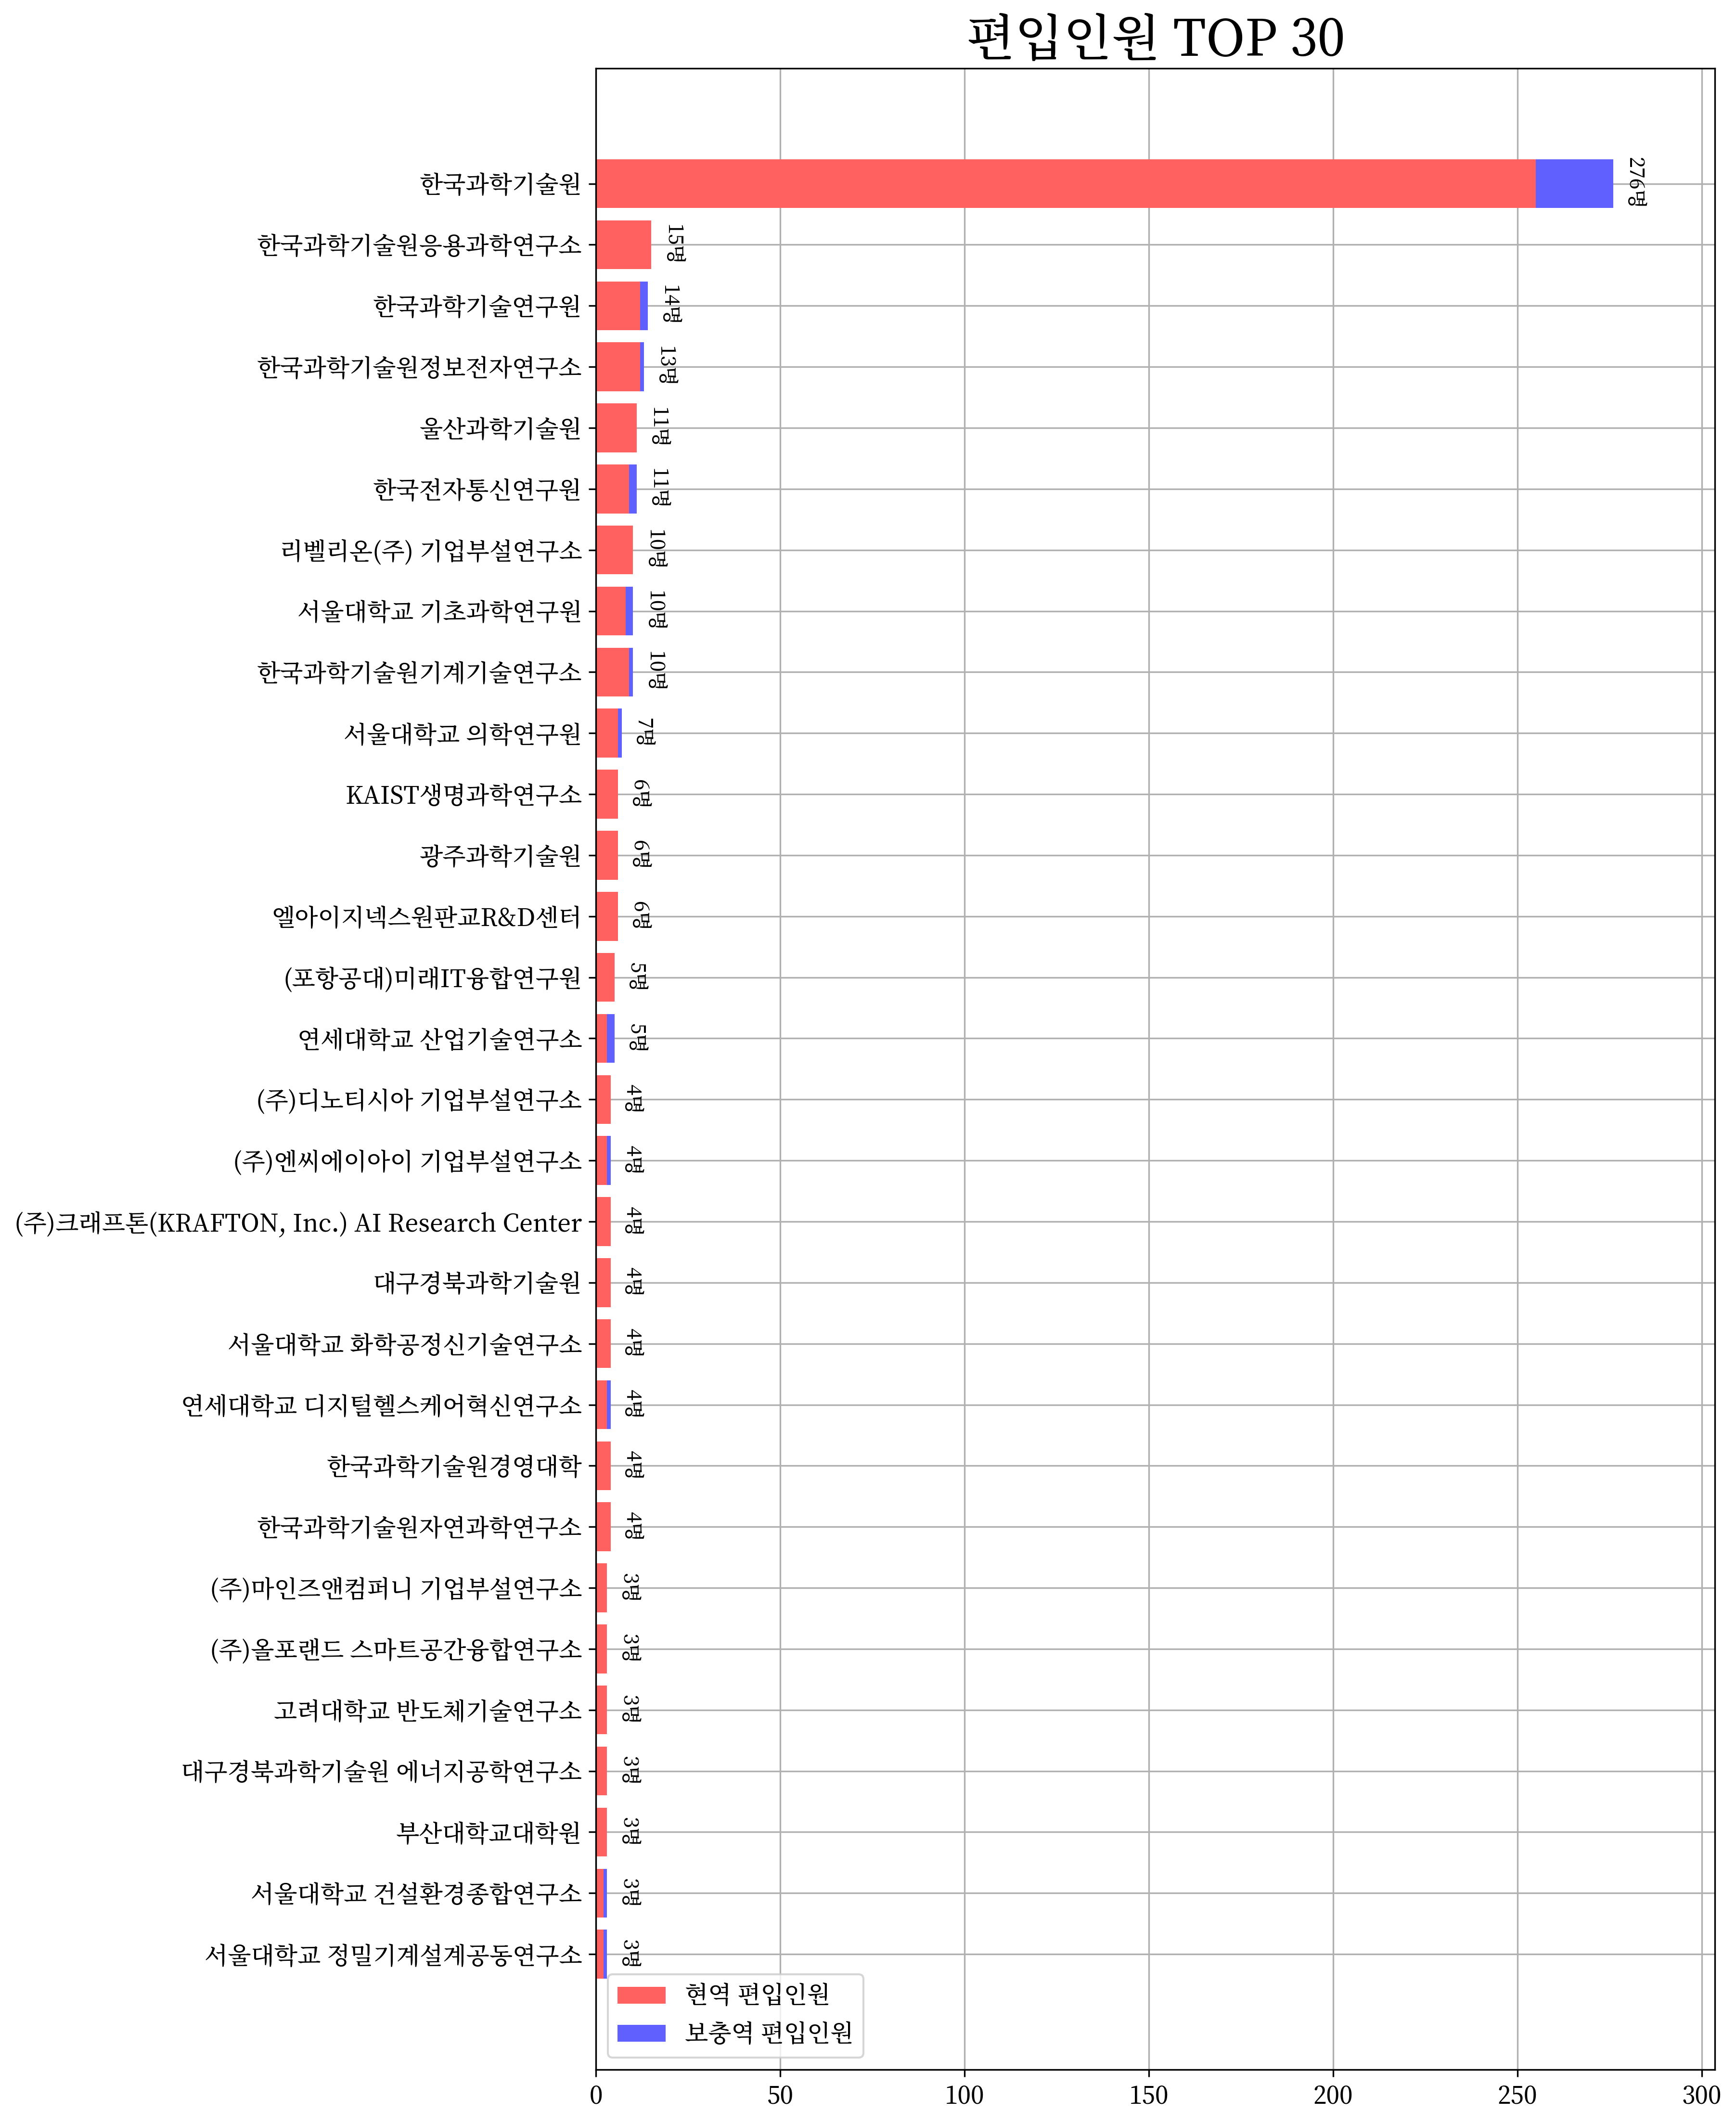 편입인원 TOP 30
한국과학기술원 276명
한국과학기술원응용과학연구소 15명
한국과학기술연구원 14명
한국과학기술원정보전자연구소 13명
울산과학기술원 11명
한국전자통신연구원 11명
리벨리온(주) 기업부설연구소 10명
서울대학교 기초과학연구원 10명
한국과학기술원기계기술연구소 10명
서울대학교 의학연구원 7명
KAIST생명과학연구소 6명
광주과학기술원 6명
엘아이지넥스원판교R&D센터 6명
(포항공대)미래IT융합연구원 5명
연세대학교 산업기술연구소 5명
(주)디노티시아 기업부설연구소 4명
(주)엔씨에이아이 기업부설연구소 4명
(주)크래프톤(KRAFTON, Inc.) AI Research Center 4명
대구경북과학기술원 4명
서울대학교 화학공정신기술연구소 4명
연세대학교 디지털헬스케어혁신연구소 4명
한국과학기술원경영대학 4명
한국과학기술원자연과학연구소 4명
(주)마인즈앤컴퍼니 기업부설연구소 3명
(주)올포랜드 스마트공간융합연구소 3명
고려대학교 반도체기술연구소 3명
대구경북과학기술원 에너지공학연구소 3명
부산대학교대학원 3명
서울대학교 건설환경종합연구소 3명
서울대학교 정밀기계설계공동연구소 3명
현역 편입인원
보충역 편입인원
0 50 100 150 200 250 300